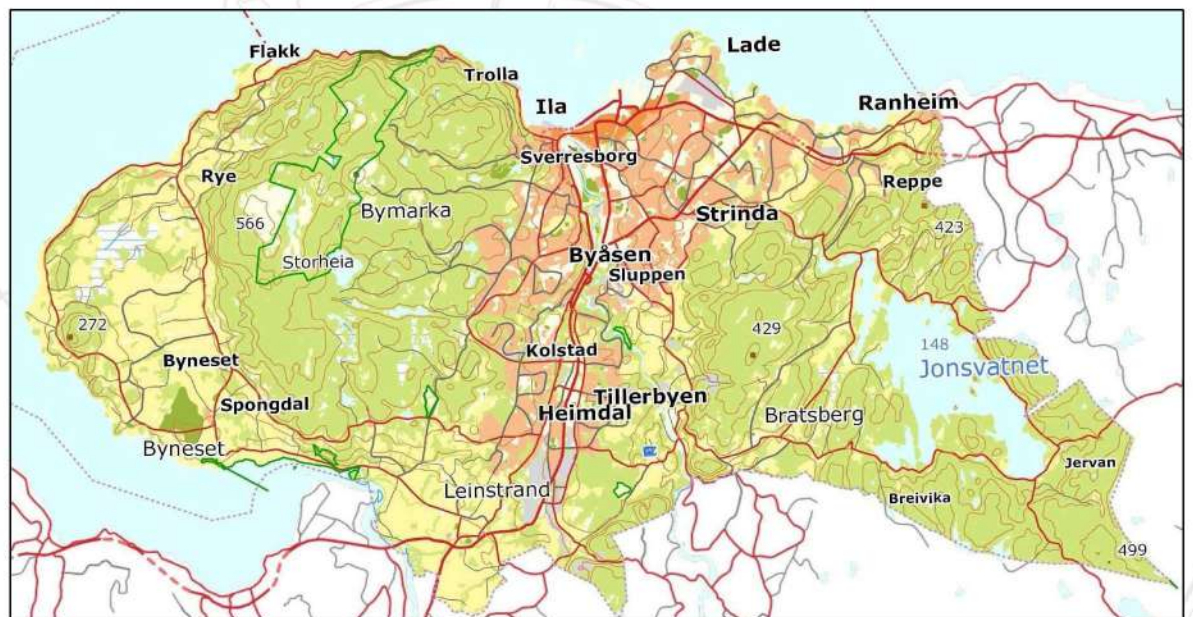 Lade
Flakk
Trolla
Ila
Ranheim
Sverresborg
Rye
Reppe
566
Bymarka
Strinda
423
Storheia
Byåsen
Sluppen
272
429
148
Jonsvatnet
Kolstad
Byneset
Tillerbyen
Spongdal
Heimdal
Bratsberg
Byneset
Jervan
Leinstrand
Breivika
499